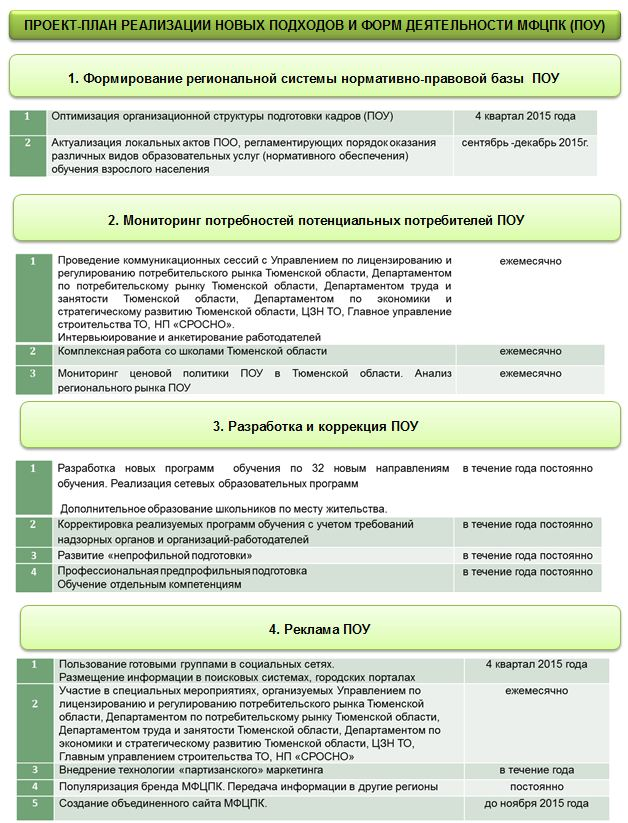 ПРОЕКТ-ПЛАН РЕАЛИЗАЦИИ НОВЫХ ПОДХОДОВ И ФОРМ ДЕЯТЕЛЬНОСТИ МФЦПК (ПОУ)
1. Формирование региональной системы нормативно-правовой базы ПОУ
1 Оптимизация организационной структуры подготовки кадров (ПОУ) 4 квартал 2015 года
2 Актуализация локальных актов ПОО, регламентирующих порядок оказания сентябрь -декабрь 2015г.
различных видов образовательных услуг (нормативного обеспечения)
обучения взрослого населения
2. Мониторинг потребностей потенциальных потребителей ПОУ
1 Проведение коммуникационных сессий с Управлением по лицензированию и ежемесячно
регулированию потребительского рынка Тюменской области, Департаментом
по потребительскому рынку Тюменской области, Департаментом труда и
занятости Тюменской области, Департаментом по экономики и
стратегическому развитию Тюменской области, ЦЗН ТО, Главное управление
строительства ТО, НП «СРОСНО».
Интервьюирование и анкетирование работодателей
2 Комплексная работа со школами Тюменской области ежемесячно
3 Мониторинг ценовой политики ПОУ в Тюменской области. Анализ ежемесячно
регионального рынка ПОУ
3. Разработка и коррекция ПОУ
1 Разработка новых программ обучения по 32 новым направлениям в течение года постоянно
обучения. Реализация сетевых образовательных программ
Дополнительное образование школьников по месту жительства.
2 Корректировка реализуемых программ обучения с учетом требований в течение года постоянно
надзорных органов и организаций-работодателей
3 Развитие «непрофильной подготовки» в течение года постоянно
4 Профессиональная предпрофильныя подготовка в течение года постоянно
Обучение отдельным компетенциям
4. Реклама ПОУ
1 Пользование готовыми группами в социальных сетях. 4 квартал 2015 года
Размещение информации в поисковых системах, городских порталах
2 Участие в специальных мероприятиях, организуемых Управлением по ежемесячно
лицензированию и регулированию потребительского рынка Тюменской
области, Департаментом по потребительскому рынку Тюменской области,
Департаментом труда и занятости Тюменской области, Департаментом по
экономики и стратегическому развитию Тюменской области, ЦЗН ТО,
Главным управлением строительства ТО, НП «СРОСНО»
3 Внедрение технологии «партизанского» маркетинга в течение года
4 Популяризация бренда МФЦПК. Передача информации в другие регионы постоянно
5 Создание объединенного сайта МФЦПК. до ноября 2015 года